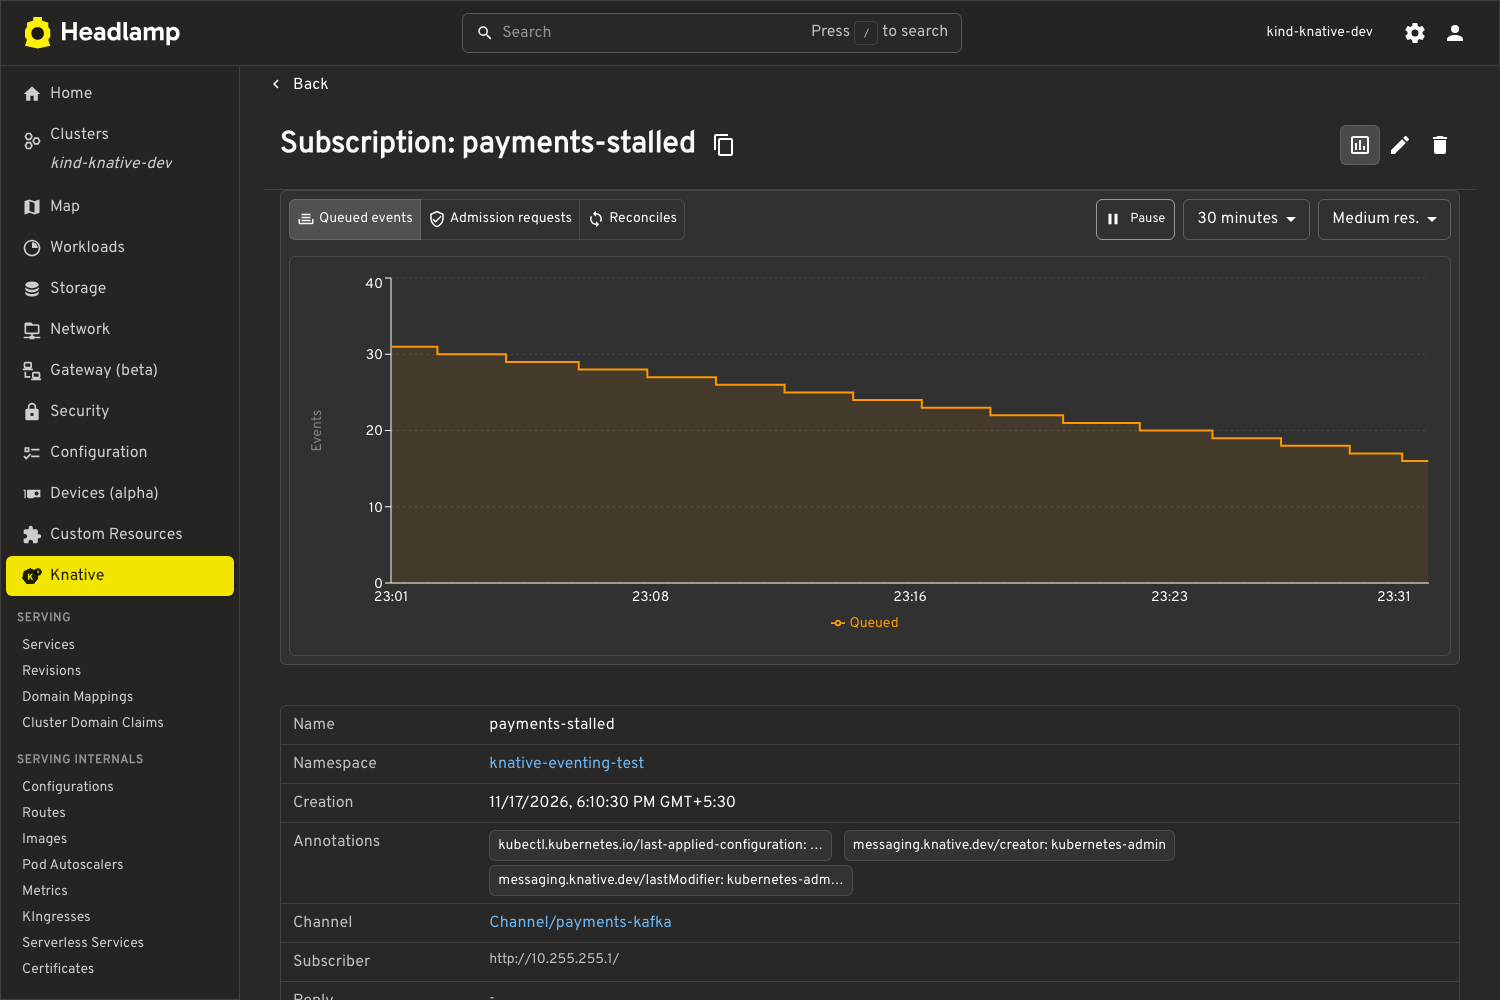 Headlamp
Search
Press / to search
kind-knative-dev
Home
Clusters
kind-knative-dev
Map
Workloads
Storage
Network
Gateway (beta)
Security
Configuration
Devices (alpha)
Custom Resources
Knative
SERVING
Services
Revisions
Domain Mappings
Cluster Domain Claims
SERVING INTERNALS
Configurations
Routes
Images
Pod Autoscalers
Metrics
KIngresses
Serverless Services
Certificates
Back
Subscription: payments-stalled
Queued events
Admission requests
Reconciles
Pause
30 minutes
Medium res.
Events
40
30
20
10
0
23:01
23:08
23:16
23:23
23:31
Queued
Name
payments-stalled
Namespace
knative-eventing-test
Creation
11/17/2026, 6:10:30 PM GMT+5:30
Annotations
kubectl.kubernetes.io/last-applied-configuration: ...
messaging.knative.dev/creator: kubernetes-admin
messaging.knative.dev/lastModifier: kubernetes-adm...
Channel
Channel/payments-kafka
Subscriber
http://10.255.255.1/
Reply
-